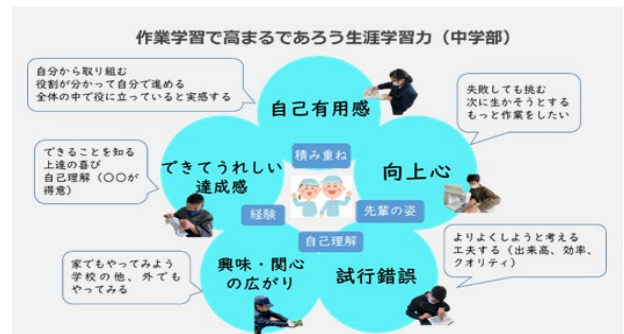 作業学習で高まるであろう生涯学習力（中学部）
自分から取り組む
役割が分かって自分で進める
全体の中で役に立っていると実感する
自己有用感
失敗しても挑む
次に生かそうとする
もっと作業をしたい
できることを知る
上達の喜び
自己理解（〇〇が
得意）
できてうれしい
達成感
積み重ね
向上心
経験
先輩の姿
自己理解
家でもやってみよう
学校の他、外でも
やってみる
興味・関心
の広がり
試行錯誤
よりよくしようと考える
工夫する（出来高、効率、
クオリティ）